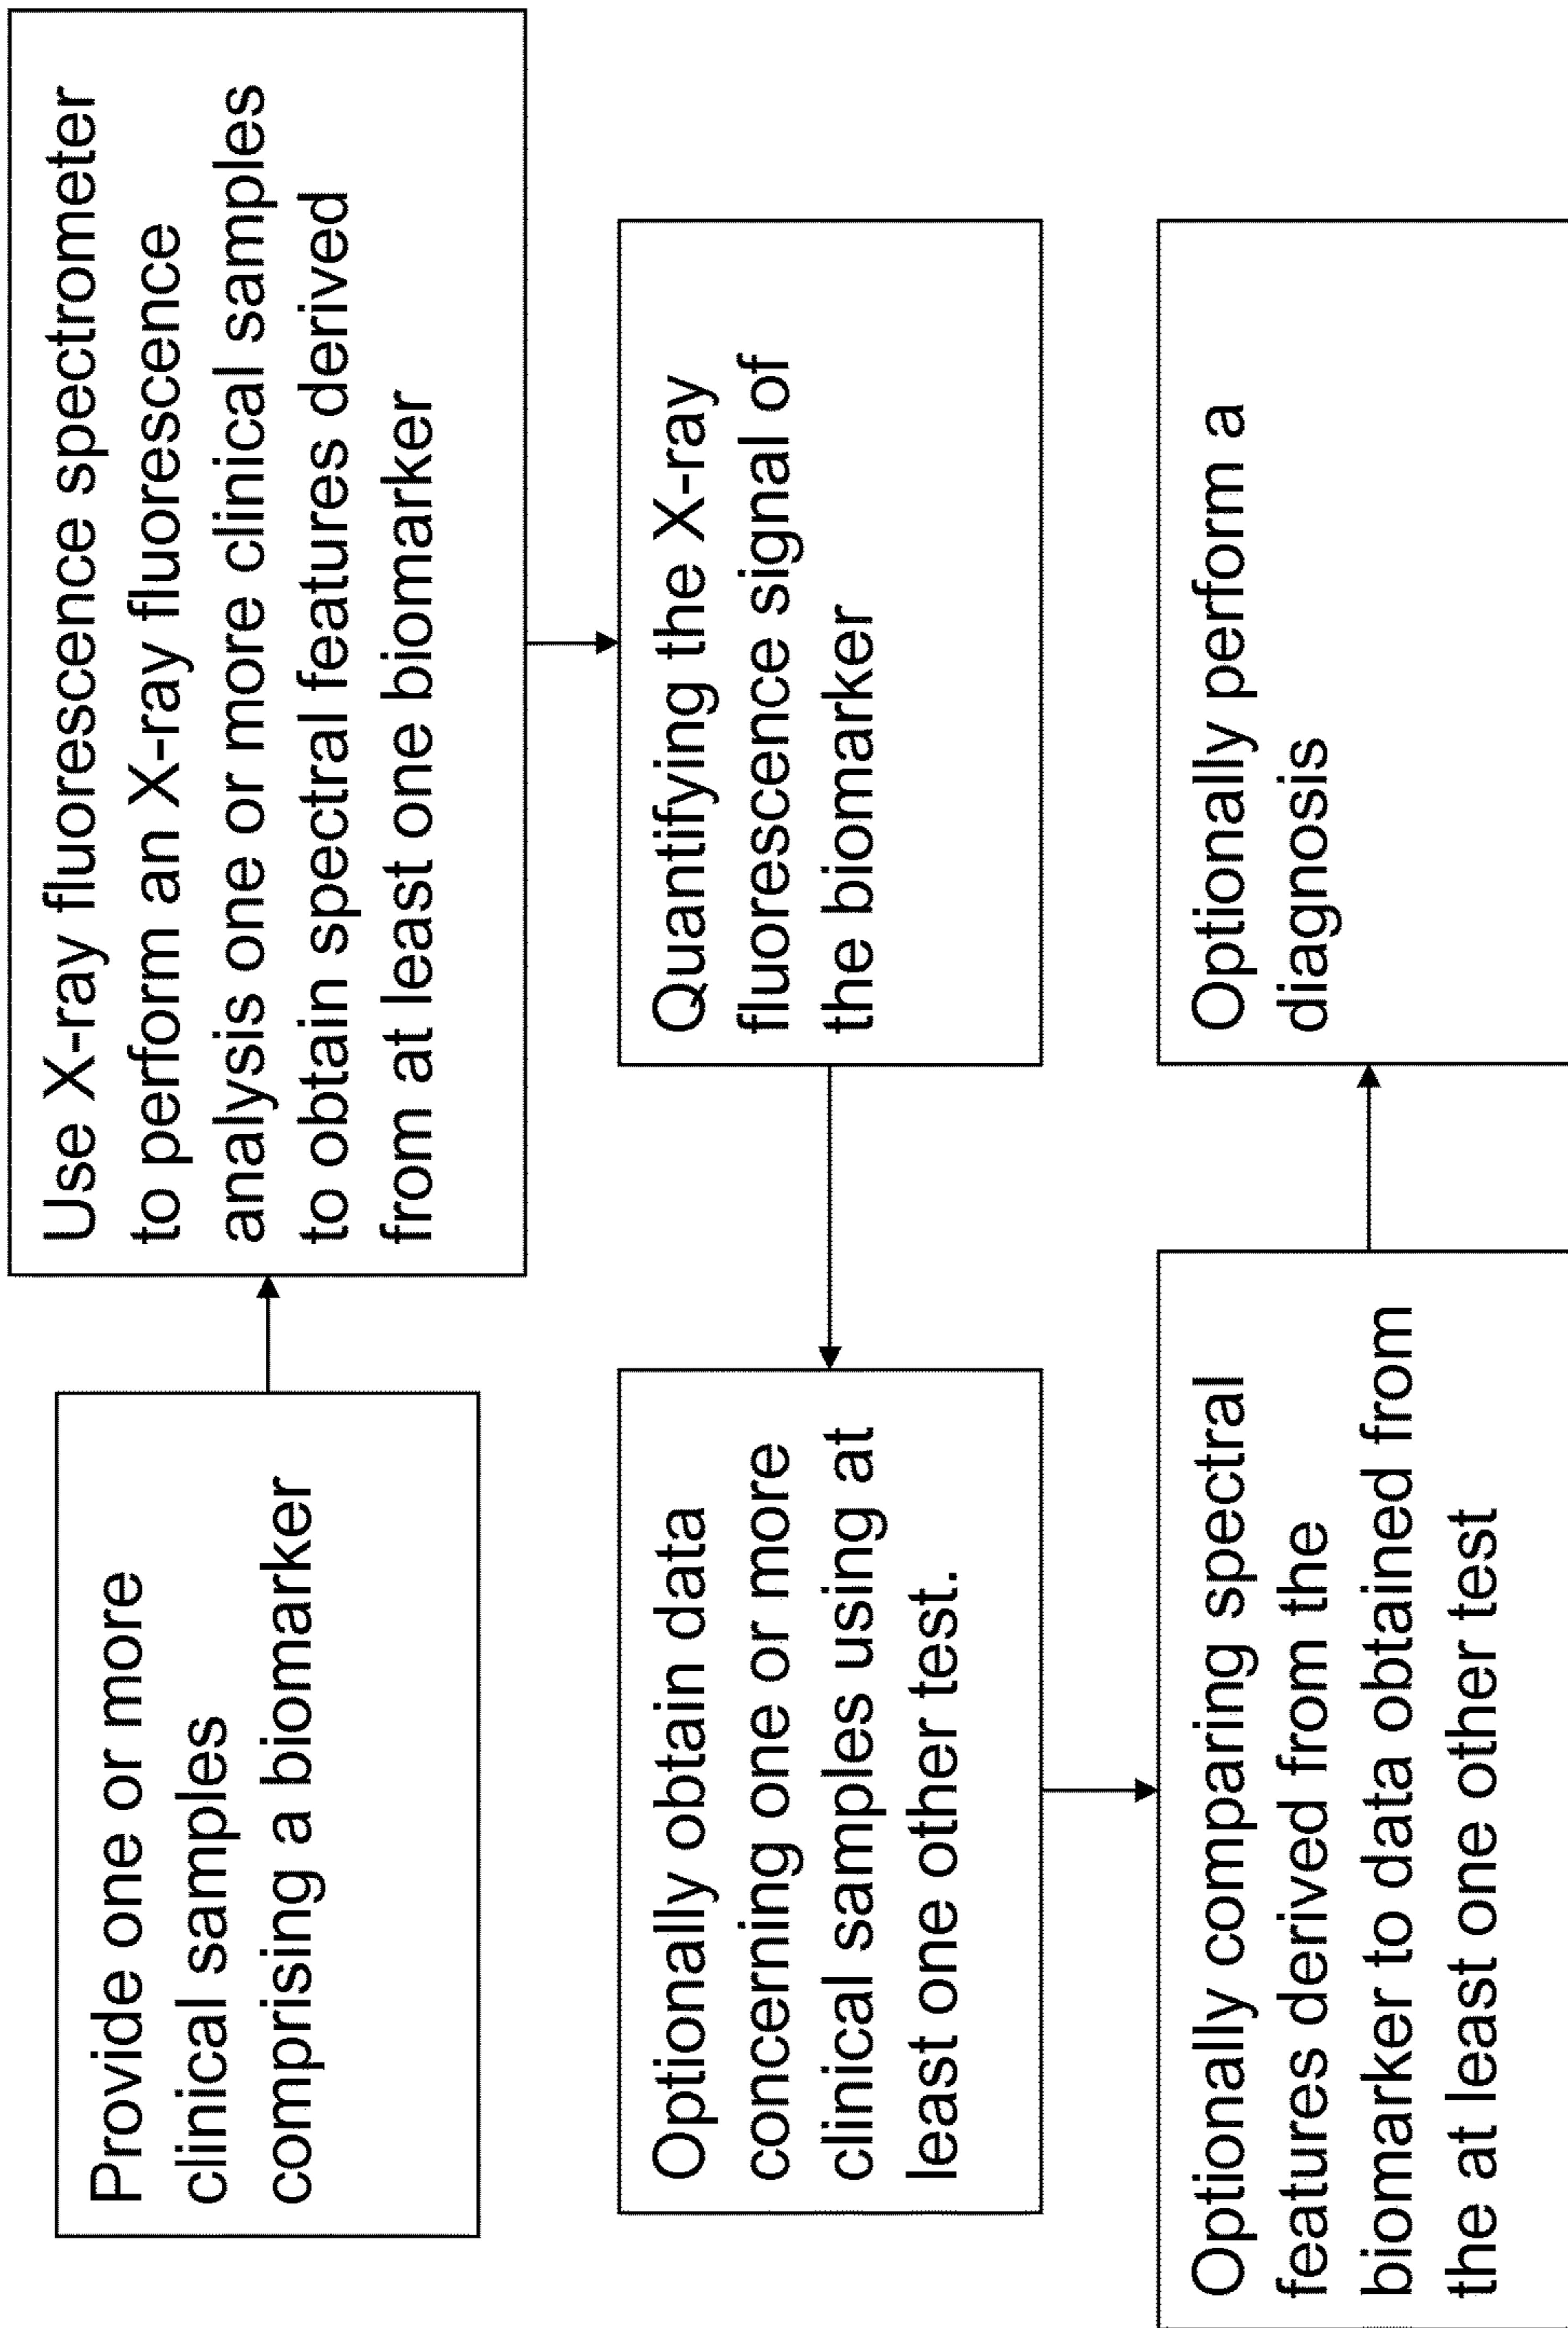 Provide one or more
clinical samples
comprising a biomarker
Use X-ray fluorescence spectrometer
to perform an X-ray fluorescence
analysis one or more clinical samples
to obtain spectral features derived
from at least one biomarker
Quantifying the X-ray
fluorescence signal of
the biomarker
Optionally obtain data
concerning one or more
clinical samples using at
least one other test.
Optionally comparing spectral
features derived from the
biomarker to data obtained from
the at least one other test
Optionally perform a
diagnosis